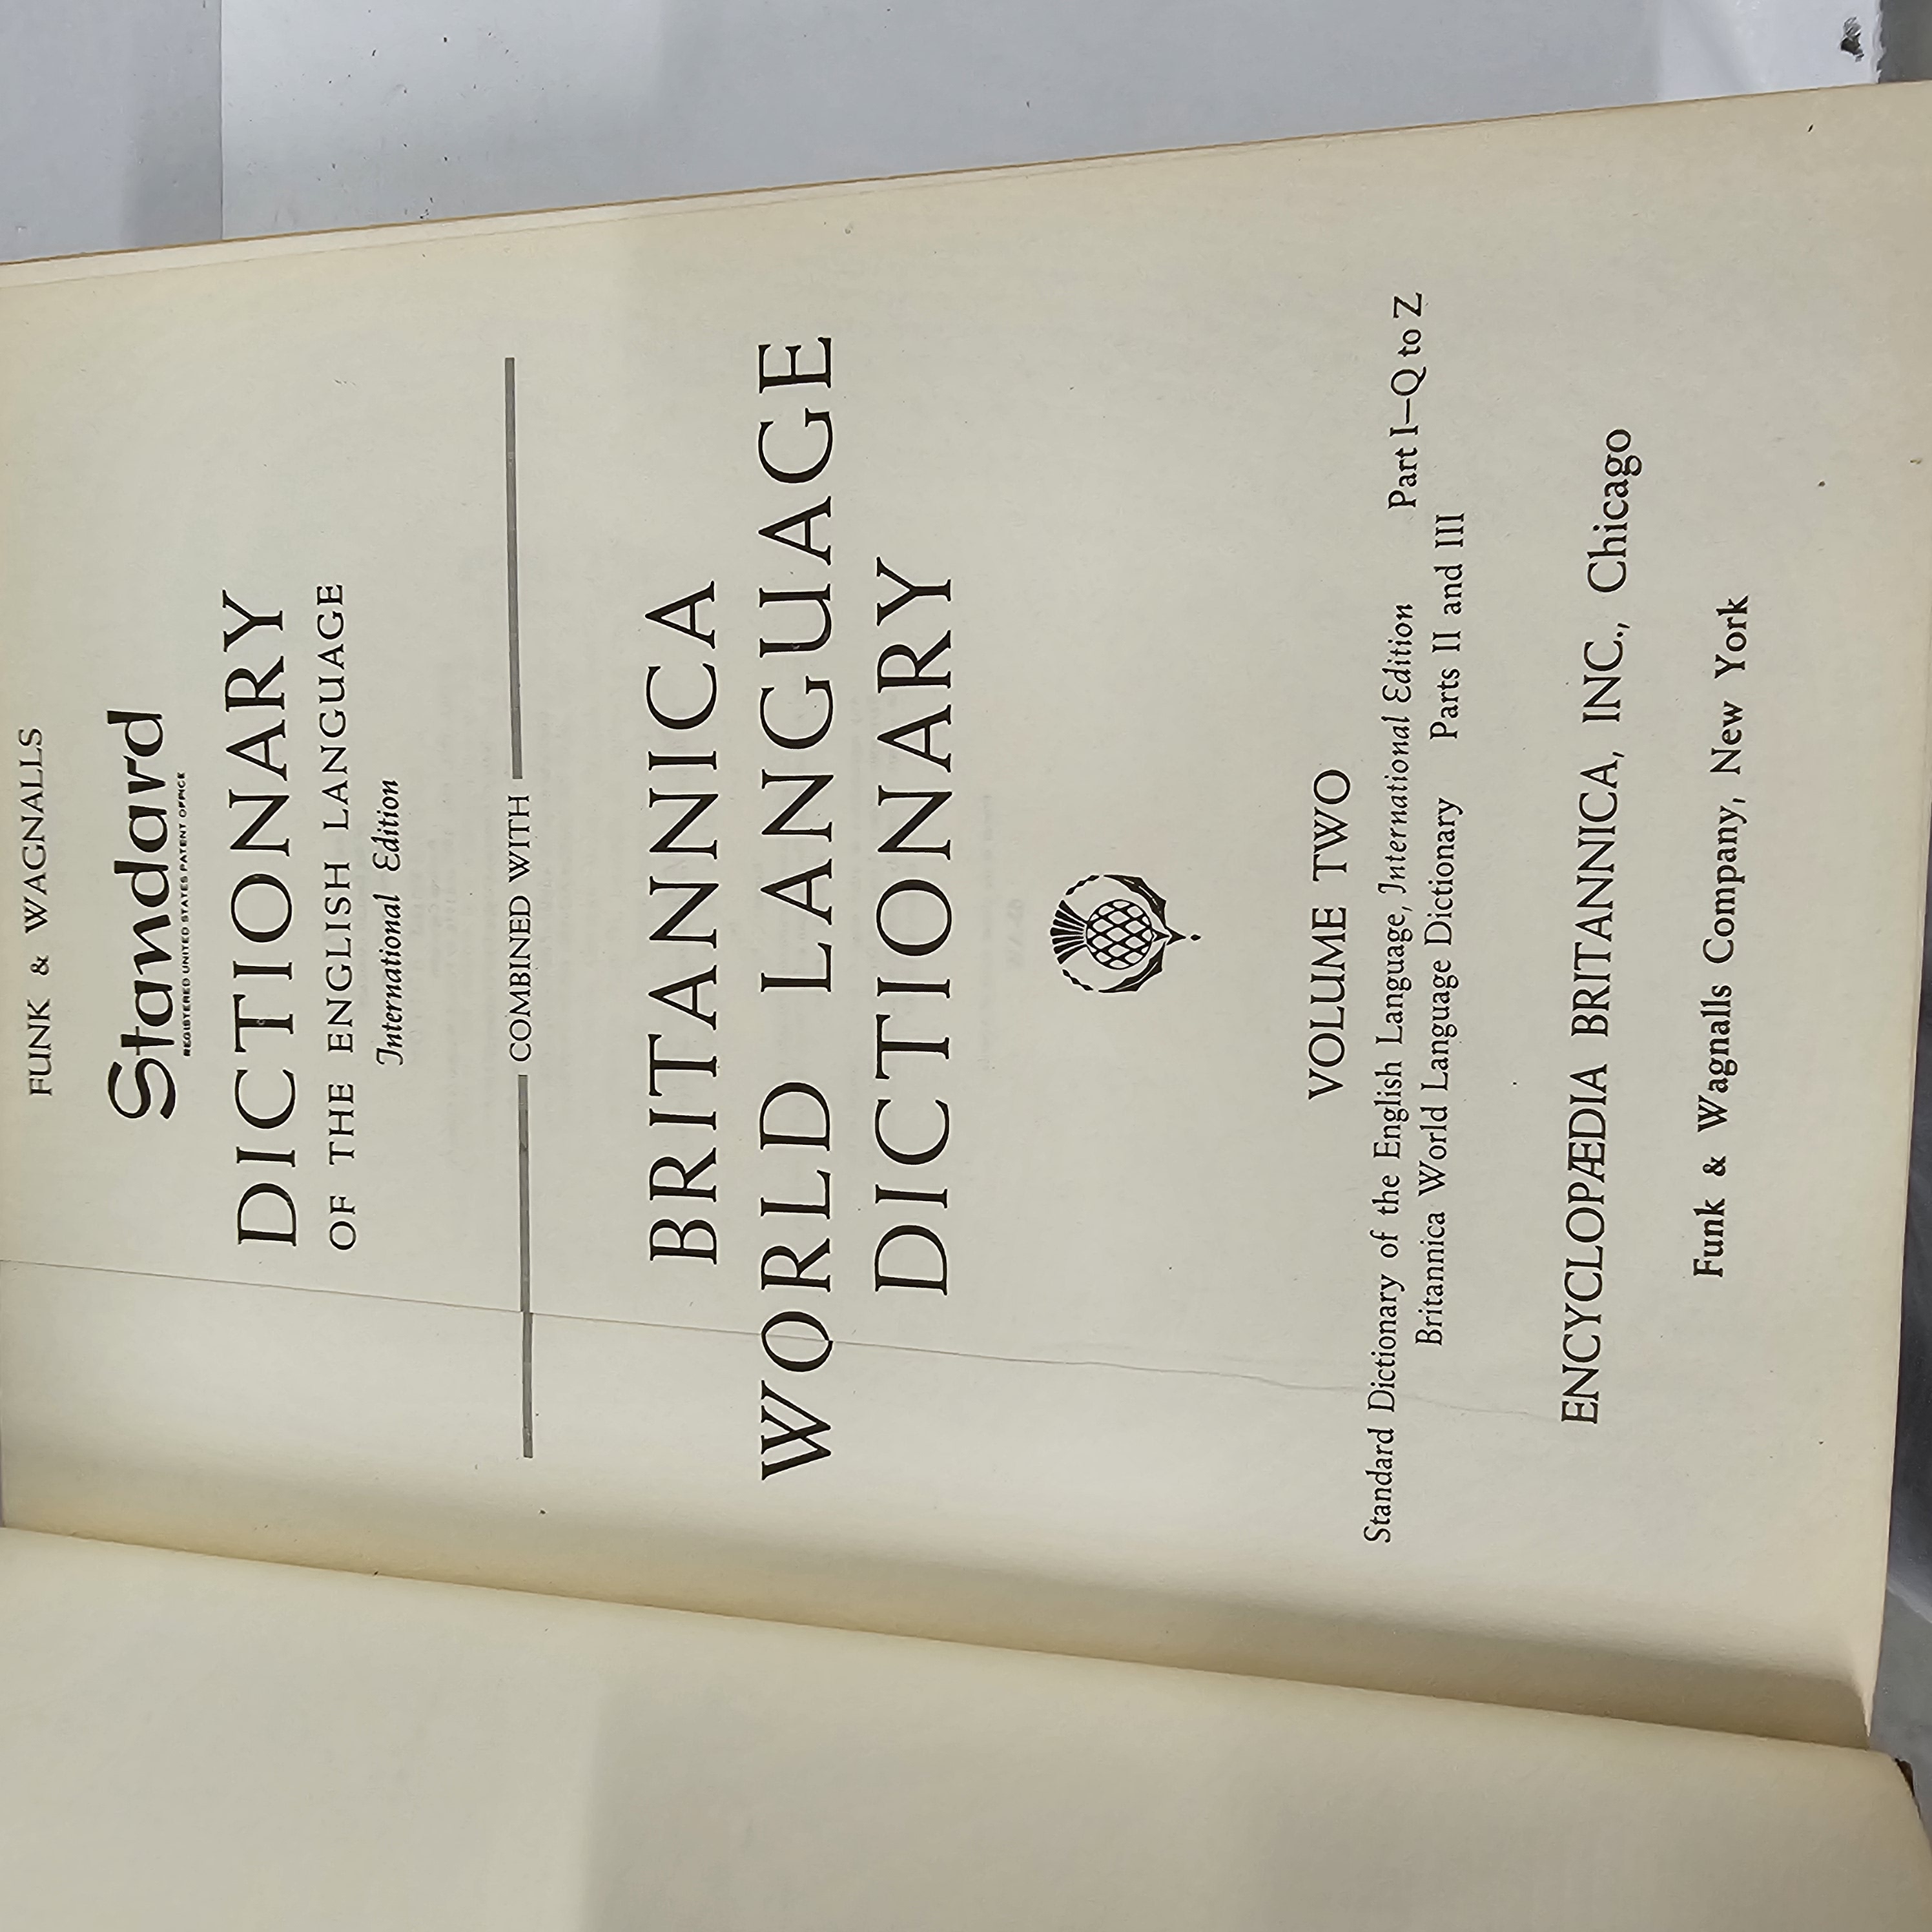 FUNK & WAGNALLS
Standard
REGISTERED UNITED STATES PATENT OFFICE
DICTIONARY
OF THE ENGLISH LANGUAGE
International Edition
COMBINED WITH
BRITANNICA
WORLD LANGUAGE
DICTIONARY
VOLUME TWO
Standard Dictionary of the English Language, International Edition Part I—Q to Z
Britannica World Language Dictionary Parts II and III
ENCYCLOPÆDIA BRITANNICA, INC., Chicago
Funk & Wagnalls Company, New York